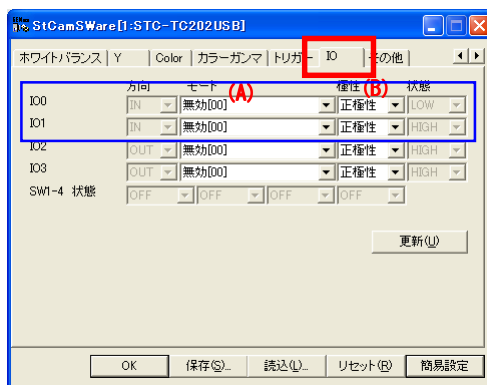 StCamSWare[1:STC-TC202USB]
ホワイトバランス Y Color カラーガンマ トリガー IO その他
方向 モード (A) 極性 (B) 状態
IO0 IN 無効[00] 正極性 LOW
IO1 IN 無効[00] 正極性 HIGH
IO2 OUT 無効[00] 正極性 HIGH
IO3 OUT 無効[00] 正極性 HIGH
SW1-4 状態 OFF OFF OFF OFF
更新(U)
OK 保存(S)... 読込(L)... リセット(R) 簡易設定